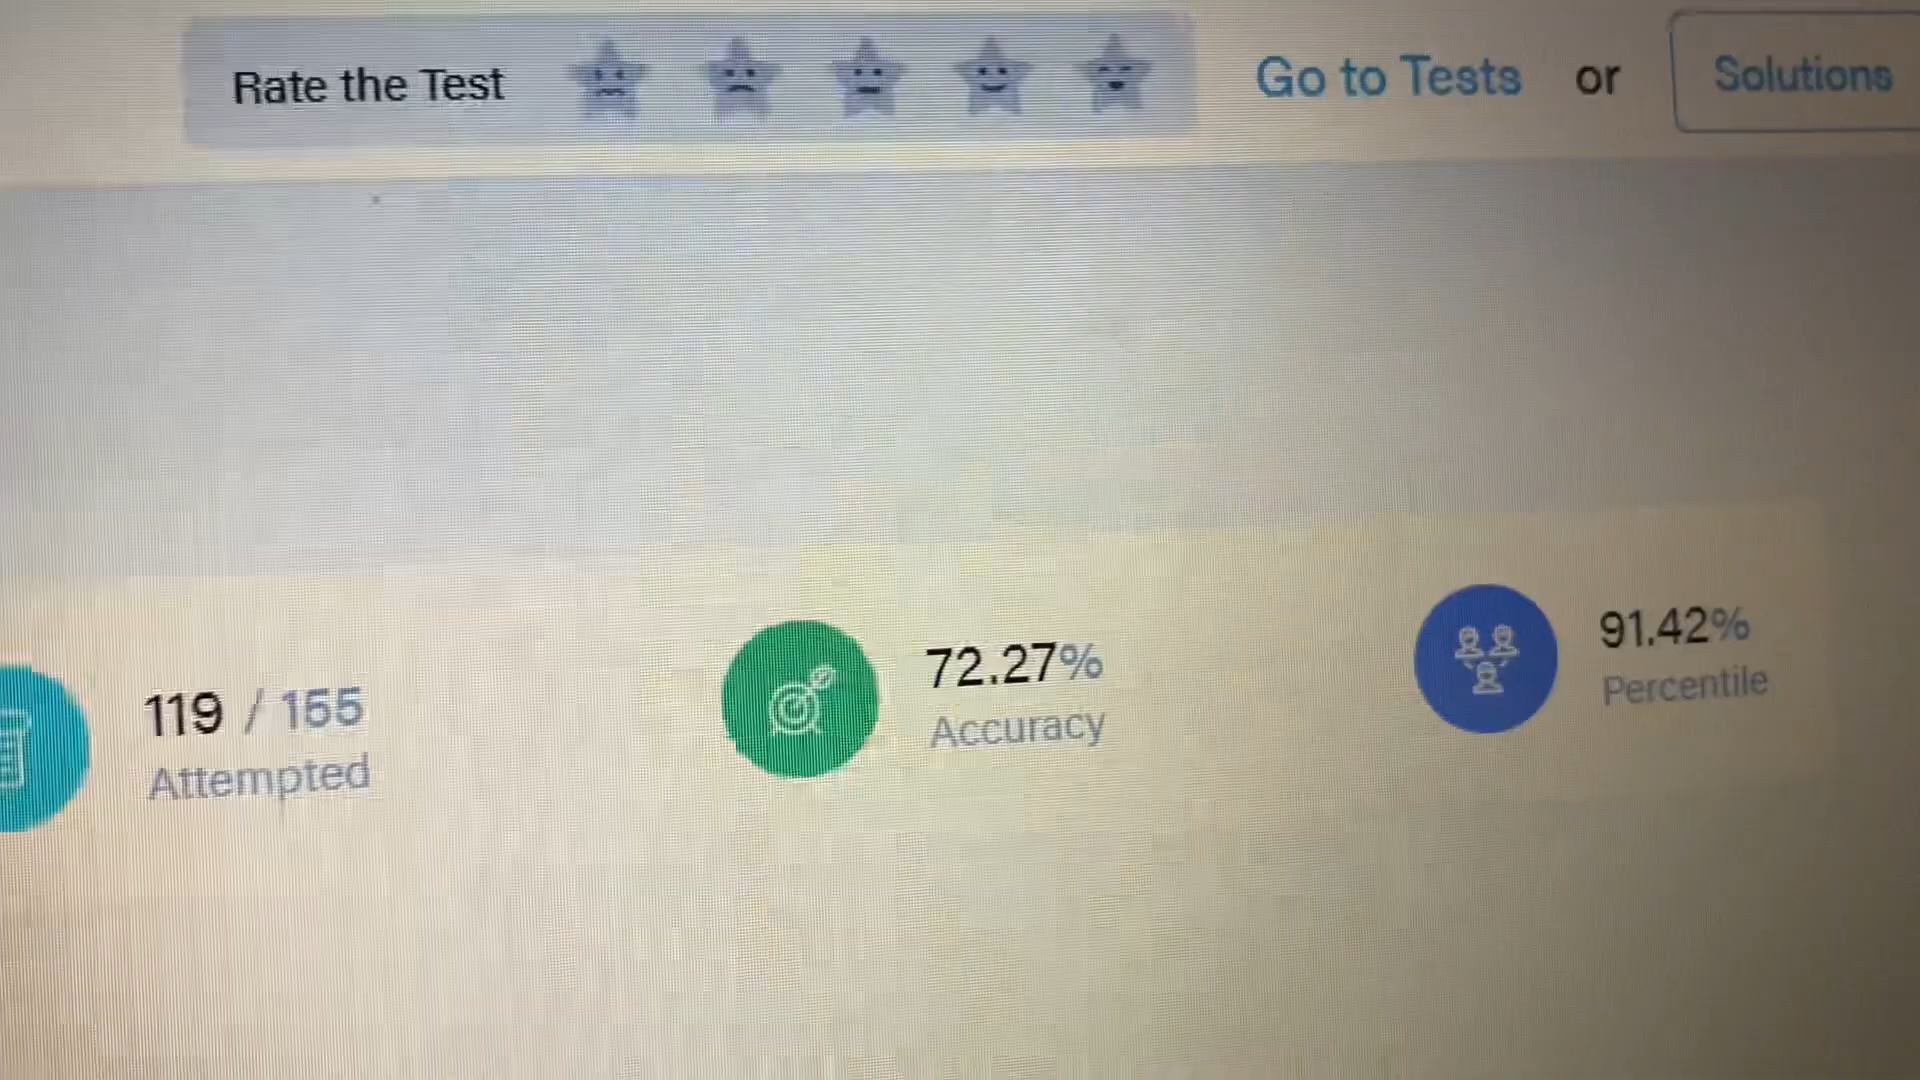 Rate the Test Go to Tests or Solutions
119 / 155 72.27% 91.42%
Attempted Accuracy Percentile